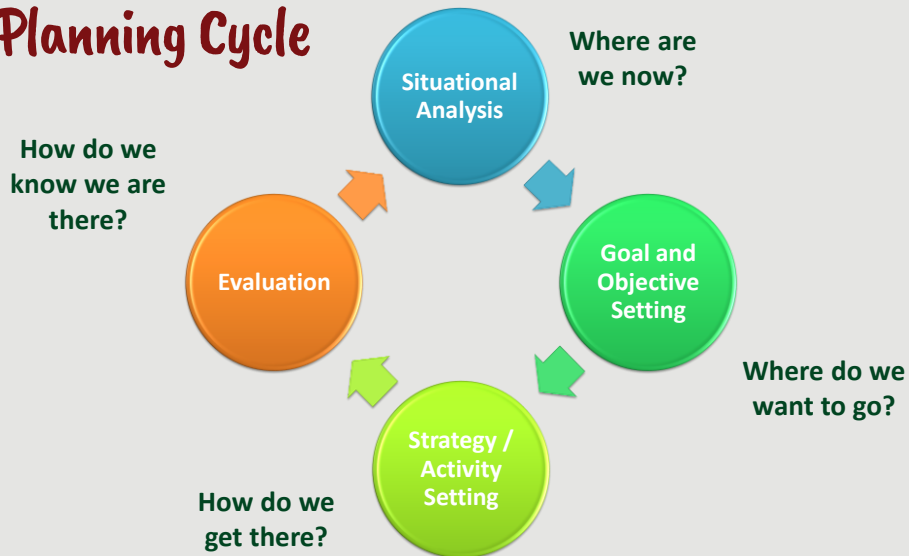 Planning Cycle
Situational
Analysis
Where are
we now?
Goal and
Objective
Setting
Where do we
want to go?
Strategy /
Activity
Setting
How do we
get there?
Evaluation
How do we
know we are
there?